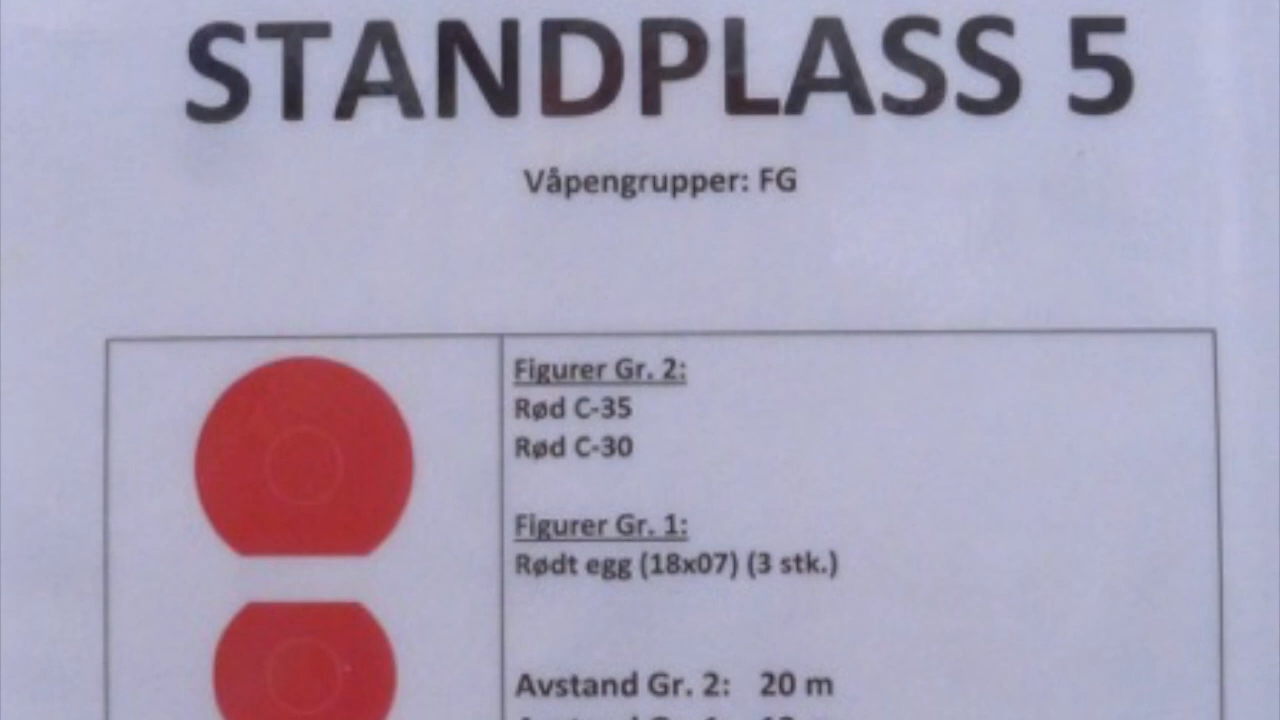 STANDPLASS 5
Våpengrupper: FG
Figurer Gr. 2:
Rød C-35
Rød C-30
Figurer Gr. 1:
Rødt egg (18x07) (3 stk.)
Avstand Gr. 2: 20 m